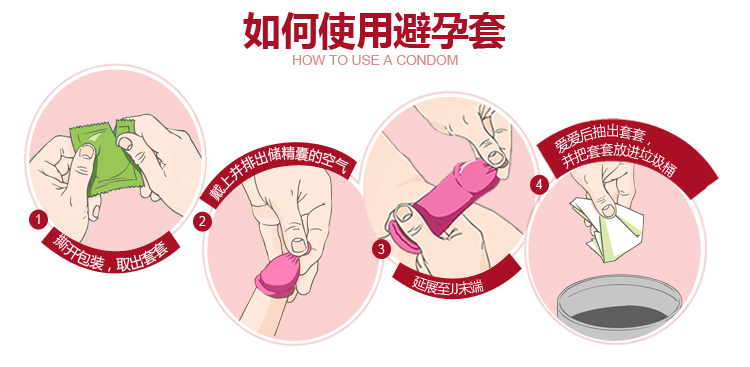 如何使用避孕套
HOW TO USE A CONDOM
1
撕开包装，取出套套
2
戴上并排出储精囊的空气
3
延展至JJ末端
4
爱爱后抽出套套，
并把套套放进垃圾桶